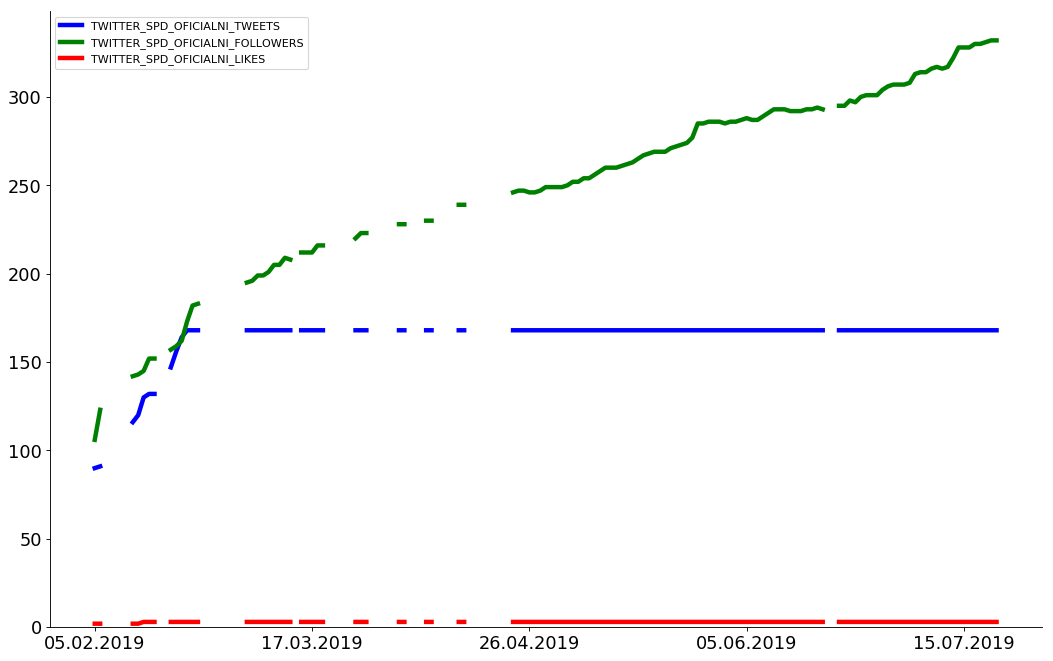 TWITTER_SPD_OFICIALNI_TWEETS
TWITTER_SPD_OFICIALNI_FOLLOWERS
TWITTER_SPD_OFICIALNI_LIKES
300
250
200
150
100
50
0
05.02.2019 17.03.2019 26.04.2019 05.06.2019 15.07.2019